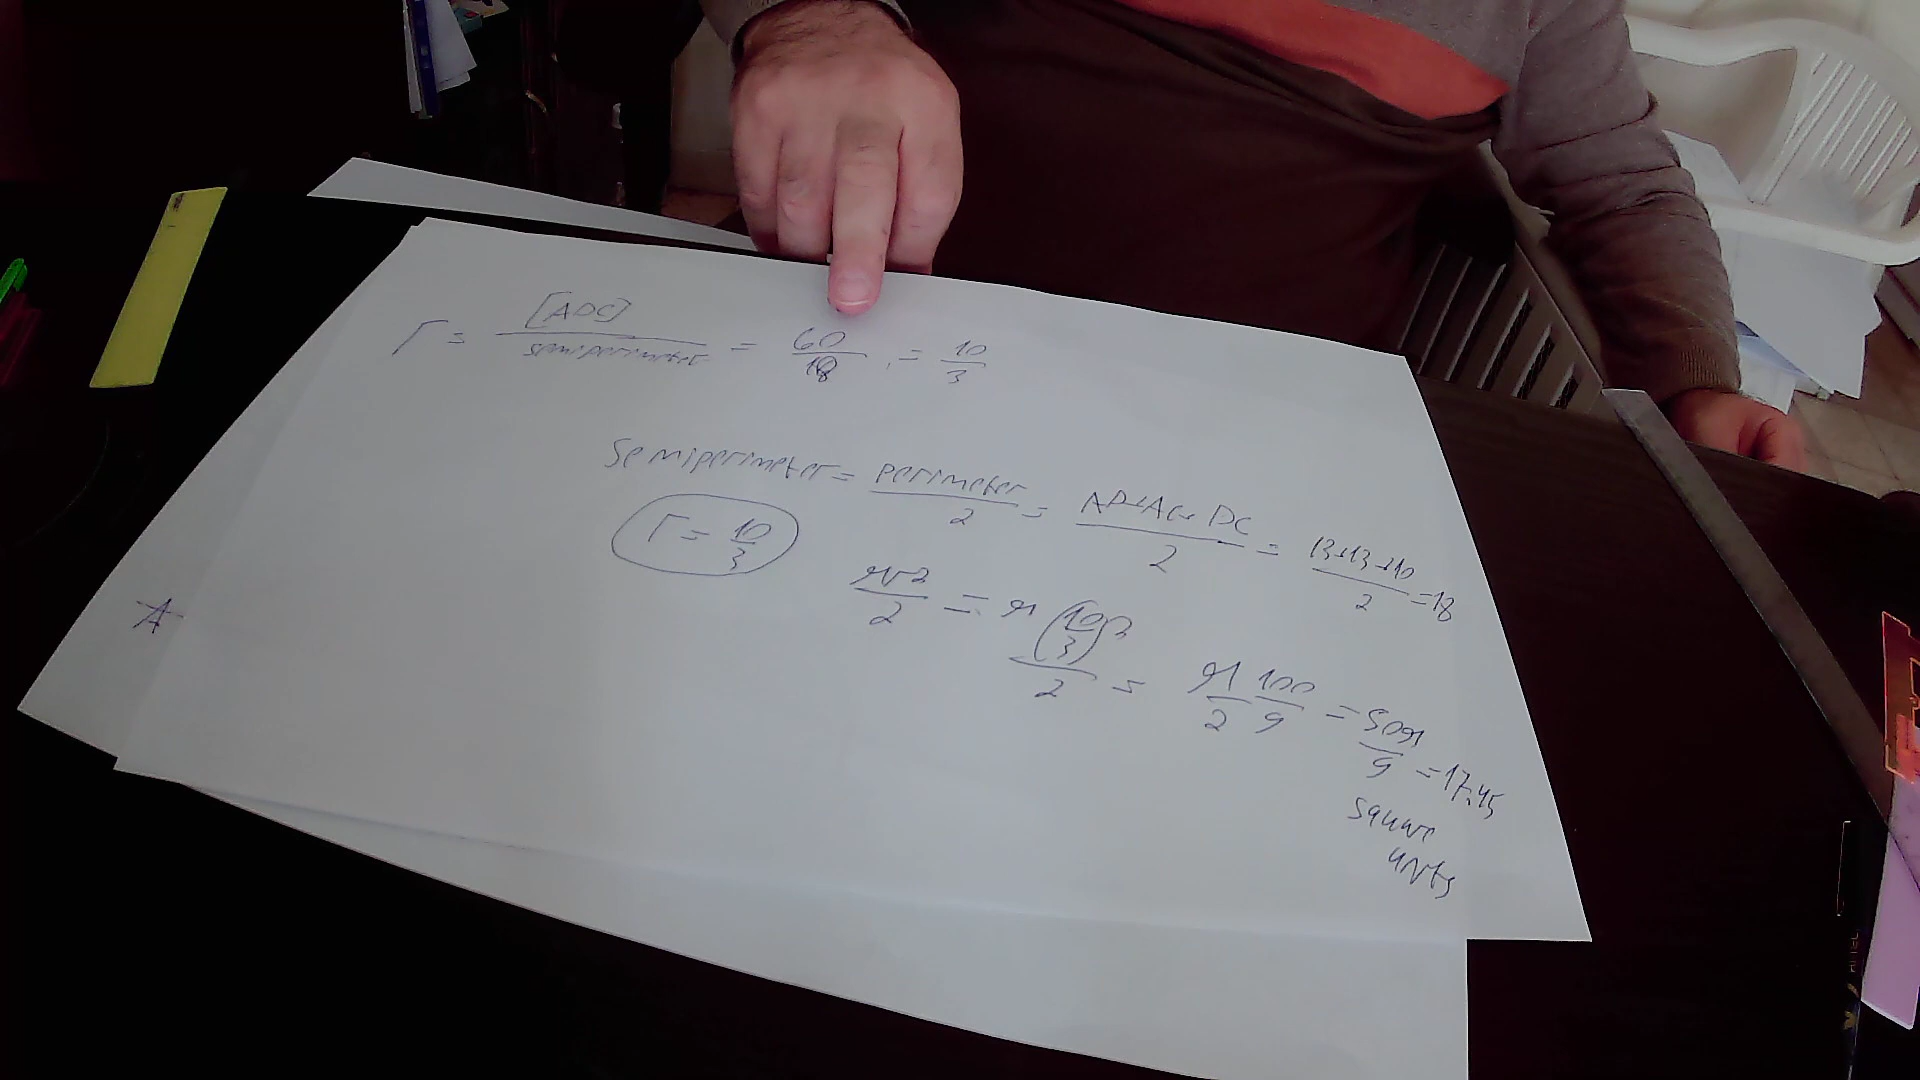 r = [ADC] / semiperimeter = 60 / 18 = 10 / 3
semiperimeter = perimeter / 2 = AD+AC+DC / 2 = 13+13+10 / 2 = 18
r = 10 / 3
πr2 / 2 = π(10 / 3)2 / 2 = π / 2 100 / 9 = 50π / 9 = 17.45
square
units
A